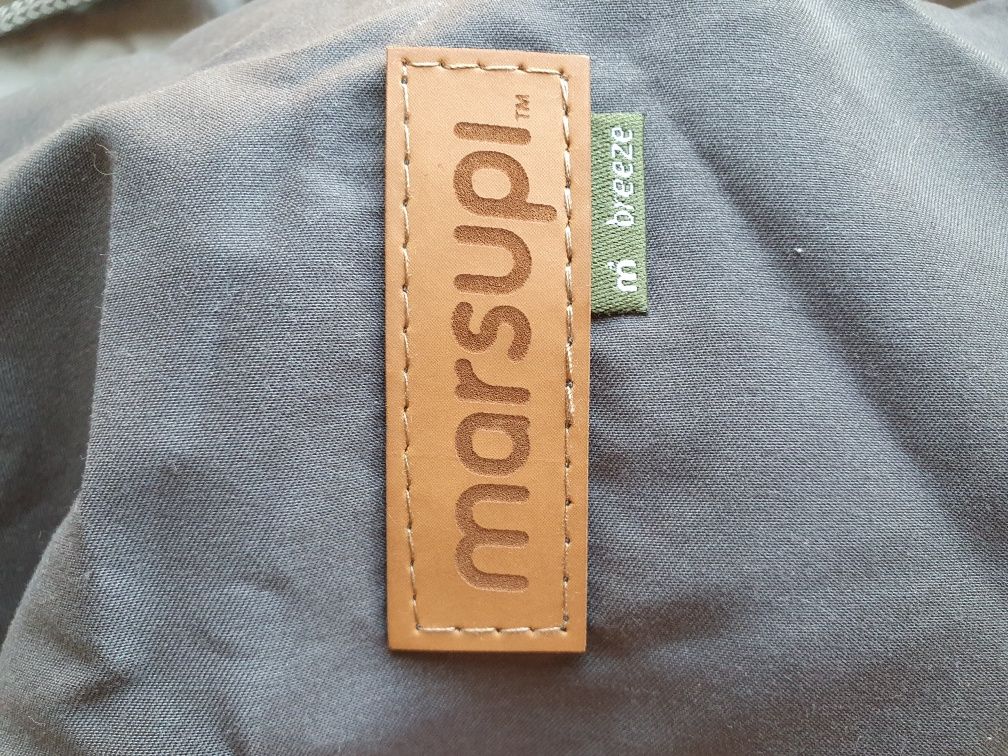 marsupi™
ṁ breeze